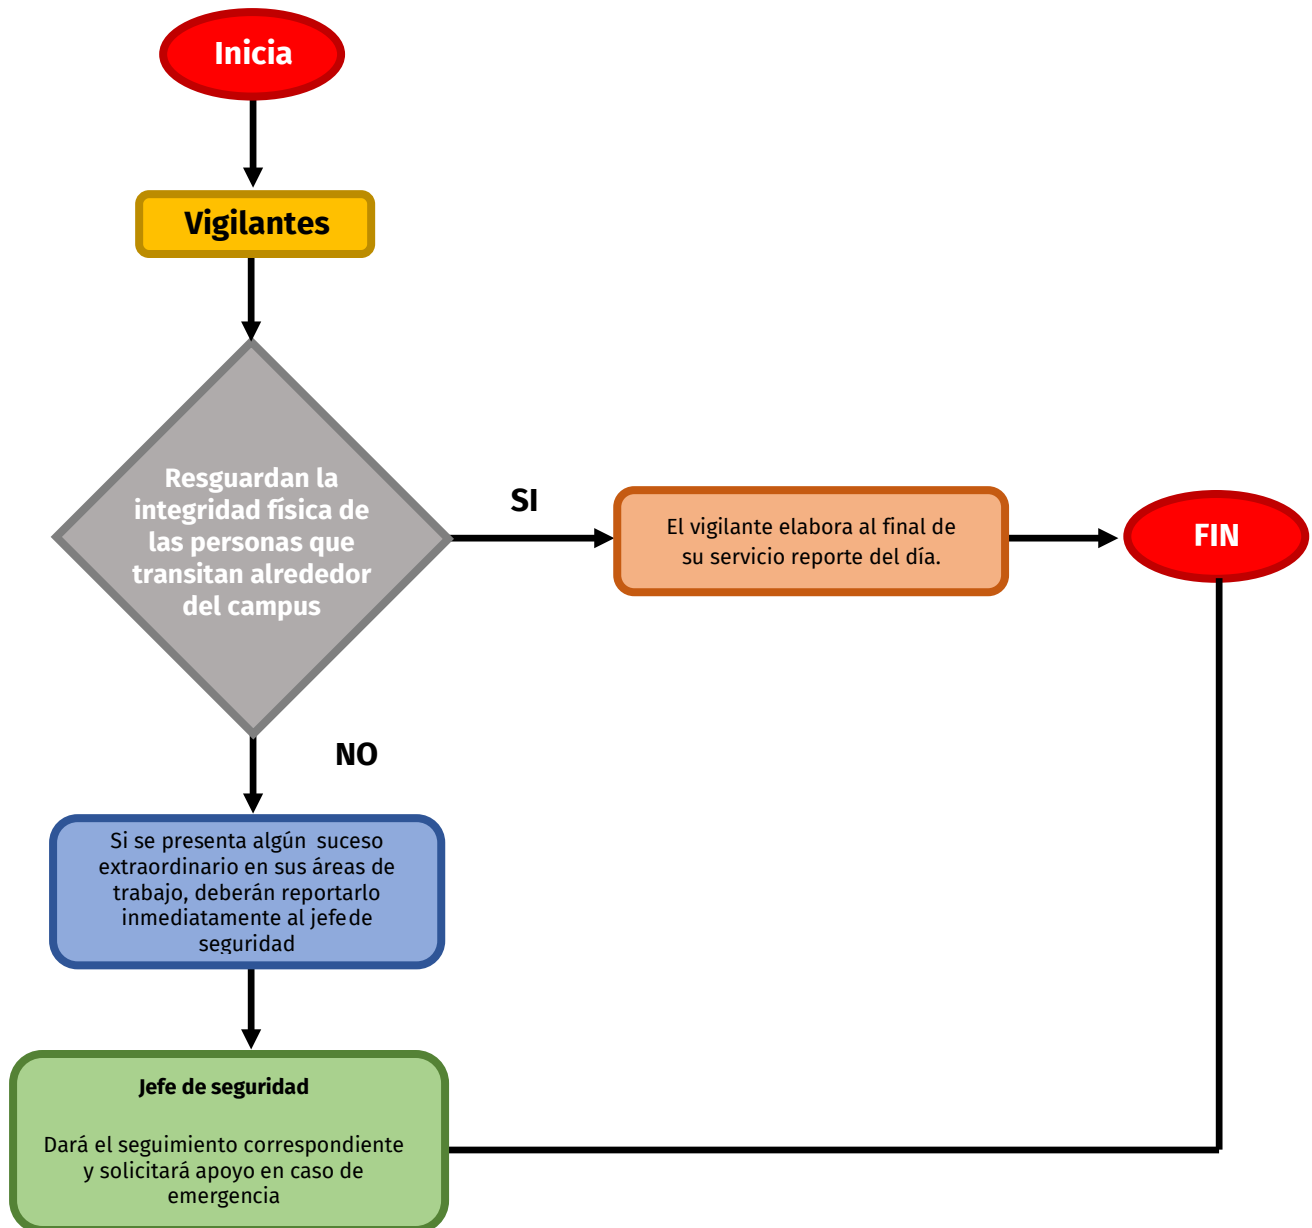 Inicia
Vigilantes
Resguardan la
integridad física de
las personas que
transitan alrededor
del campus
SI
El vigilante elabora al final de
su servicio reporte del día.
FIN
NO
Si se presenta algún suceso
extraordinario en sus áreas de
trabajo, deberán reportarlo
inmediatamente al jefe de
seguridad
Jefe de seguridad
Dará el seguimiento correspondiente
y solicitará apoyo en caso de
emergencia